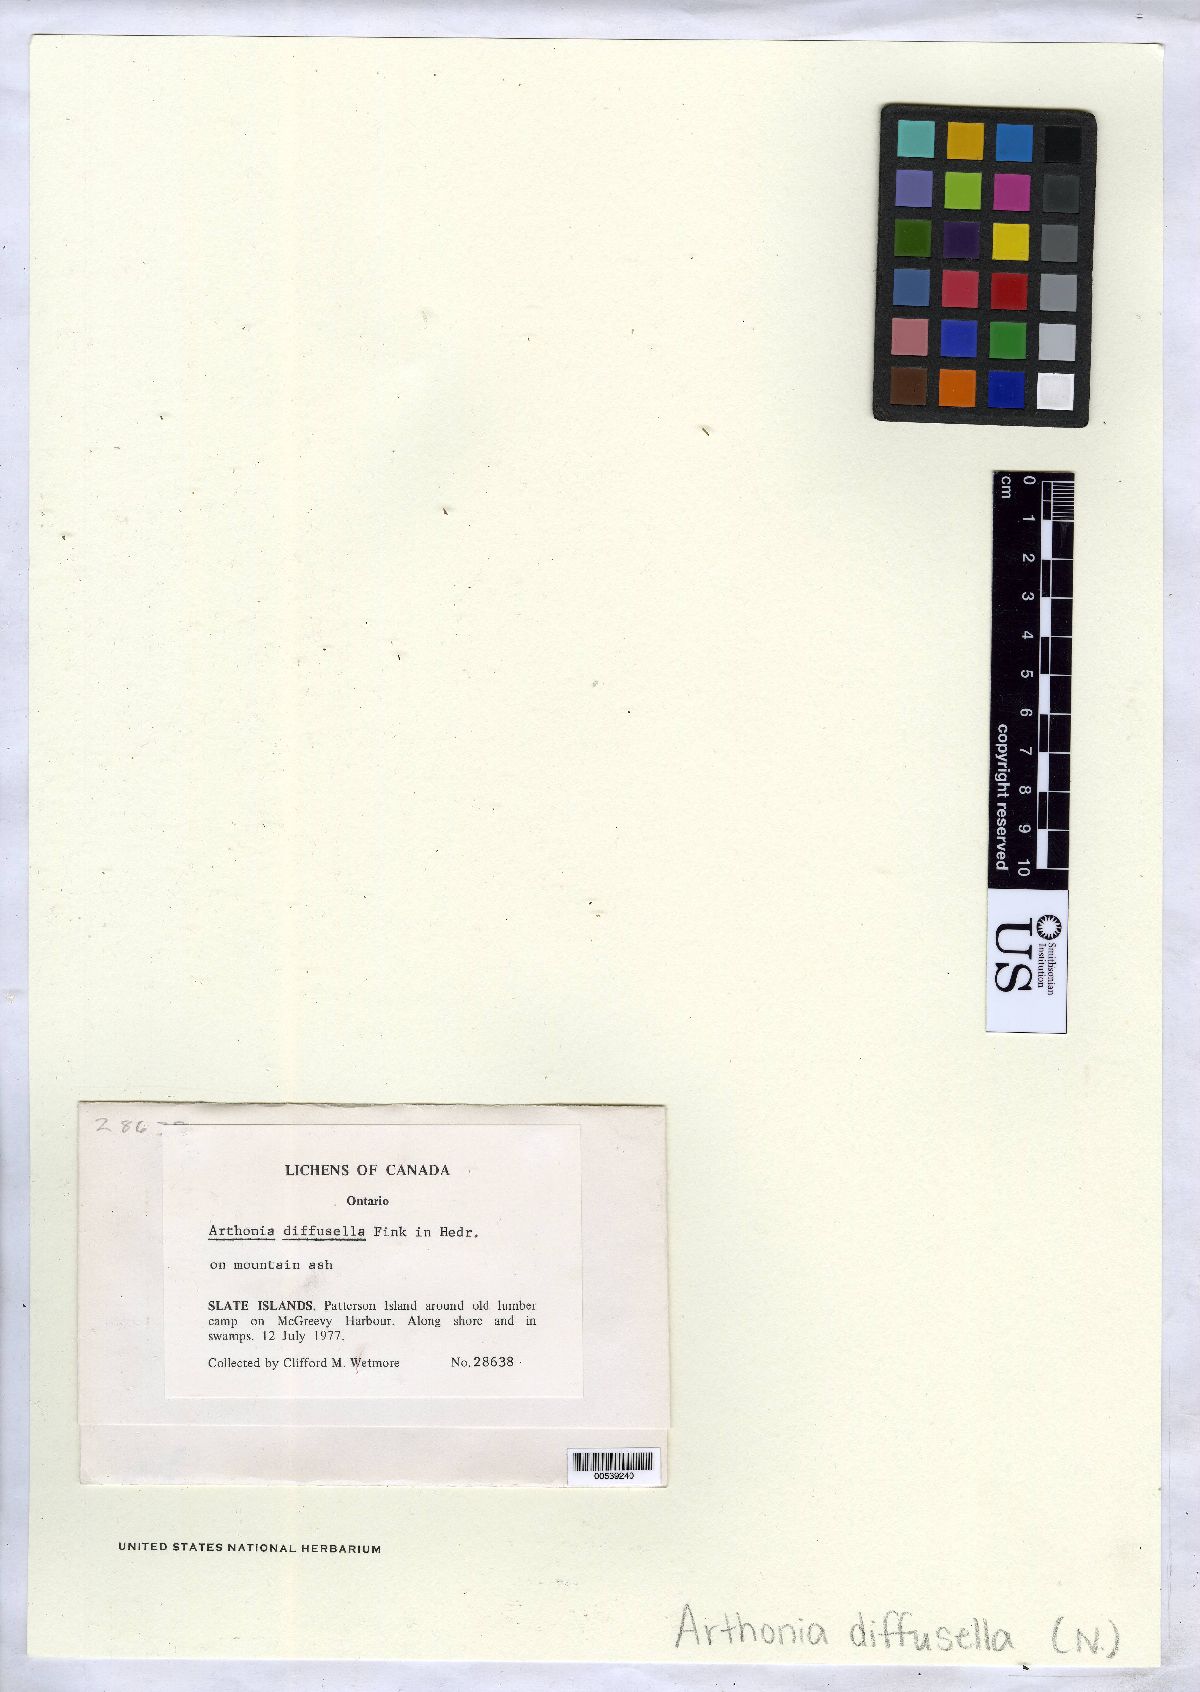 0 1 2 3 4 5 6 7 8 9 10
cm
copyright reserved
Smithsonian
Institution
US
LICHENS OF CANADA
Ontario
Arthonia diffusella Fink in Hedr.
on mountain ash
SLATE ISLANDS. Patterson Island around old lumber
camp on McGreevy Harbour. Along shore and in
swamps. 12 July 1977.
Collected by Clifford M. Wetmore No. 28638
00539240
UNITED STATES NATIONAL HERBARIUM
Arthonia diffusella (N.)